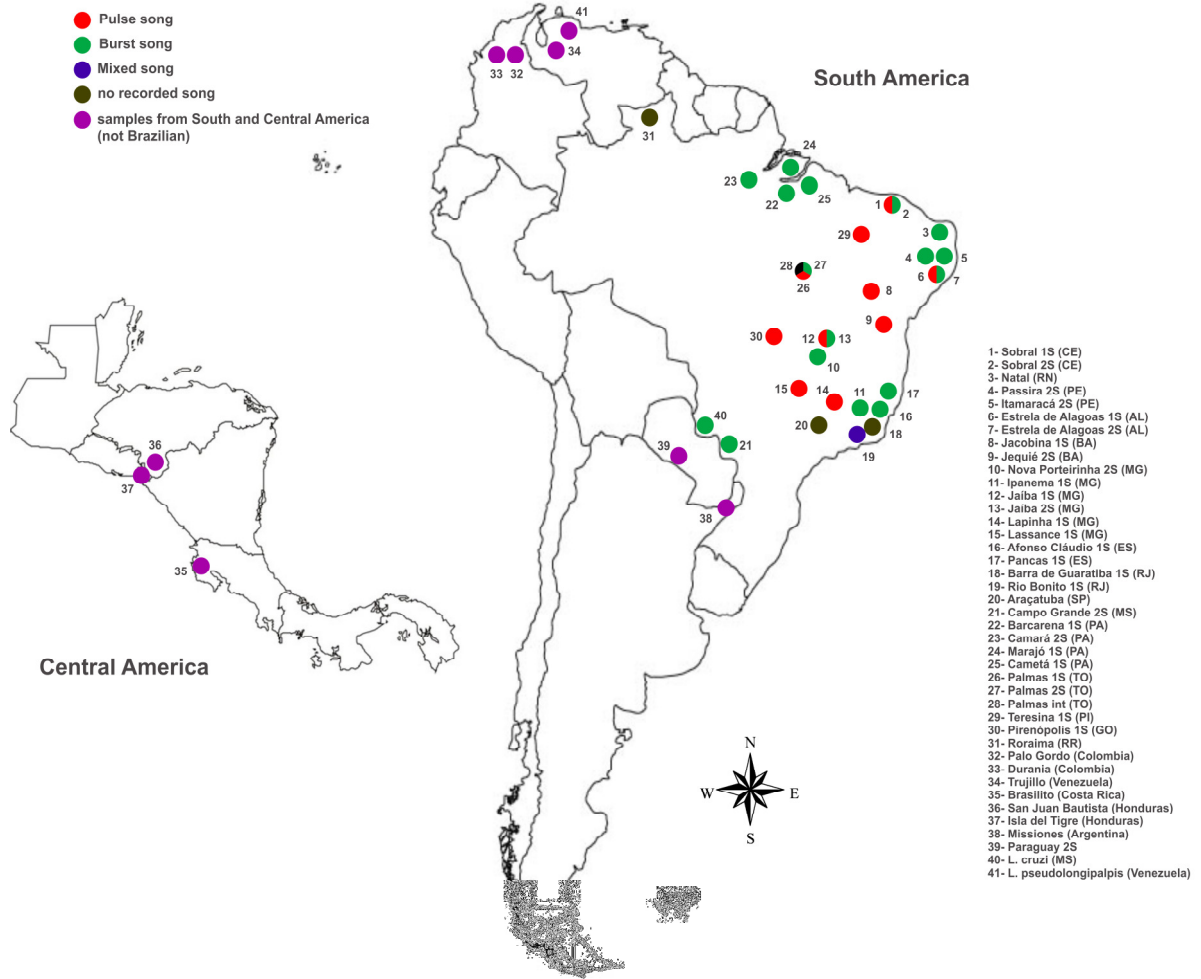 Pulse song
Burst song
Mixed song
no recorded song
samples from South and Central America
(not Brazilian)
South America
Central America
41
34
33
32
31
24
23
22
25
1
2
29
3
4
5
6
7
28
27
26
8
9
30
12
13
10
15
14
11
17
16
20
18
19
40
21
39
38
36
37
35
N
W
E
S
1- Sobral 1S (CE)
2- Sobral 2S (CE)
3- Natal (RN)
4- Passira 2S (PE)
5- Itamaracá 2S (PE)
6- Estrela de Alagoas 1S (AL)
7- Estrela de Alagoas 2S (AL)
8- Jacobina 1S (BA)
9- Jequié 2S (BA)
10- Nova Porteirinha 2S (MG)
11- Ipanema 1S (MG)
12- Jaíba 1S (MG)
13- Jaíba 2S (MG)
14- Lapinha 1S (MG)
15- Lassance 1S (MG)
16- Afonso Cláudio 1S (ES)
17- Pancas 1S (ES)
18- Barra de Guaratiba 1S (RJ)
19- Rio Bonito 1S (RJ)
20- Araçatuba (SP)
21- Campo Grande 2S (MS)
22- Barcarena 1S (PA)
23- Camará 2S (PA)
24- Marajó 1S (PA)
25- Cametá 1S (PA)
26- Palmas 1S (TO)
27- Palmas 2S (TO)
28- Palmas int (TO)
29- Teresina 1S (PI)
30- Pirenópolis 1S (GO)
31- Roraima (RR)
32- Palo Gordo (Colombia)
33- Durania (Colombia)
34- Trujillo (Venezuela)
35- Brasilito (Costa Rica)
36- San Juan Bautista (Honduras)
37- Isla del Tigre (Honduras)
38- Missiones (Argentina)
39- Paraguay 2S
40- L. cruzi (MS)
41- L. pseudolongipalpis (Venezuela)